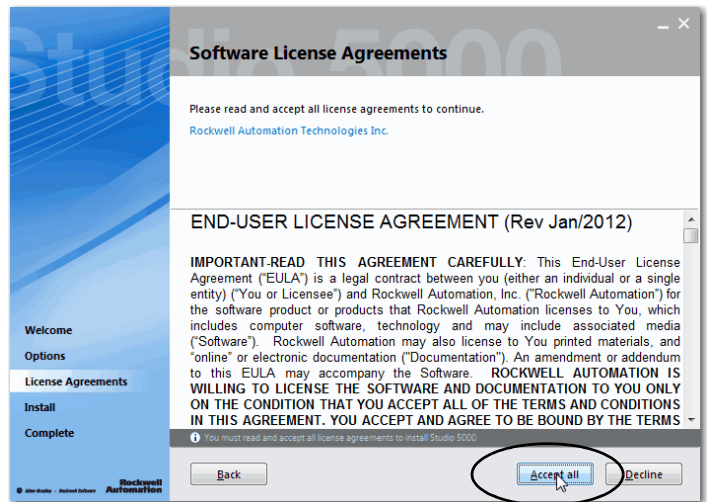 Studio 5000
Software License Agreements
Please read and accept all license agreements to continue.
Rockwell Automation Technologies Inc.
END-USER LICENSE AGREEMENT (Rev Jan/2012)
IMPORTANT-READ THIS AGREEMENT CAREFULLY: This End-User License
Agreement ("EULA") is a legal contract between you (either an individual or a single
entity) ("You or Licensee") and Rockwell Automation, Inc. ("Rockwell Automation") for
the software product or products that Rockwell Automation licenses to You, which
includes computer software, technology and may include associated media
("Software"). Rockwell Automation may also license to You printed materials, and
"online" or electronic documentation ("Documentation"). An amendment or addendum
to this EULA may accompany the Software. ROCKWELL AUTOMATION IS
WILLING TO LICENSE THE SOFTWARE AND DOCUMENTATION TO YOU ONLY
ON THE CONDITION THAT YOU ACCEPT ALL OF THE TERMS AND CONDITIONS
IN THIS AGREEMENT. YOU ACCEPT AND AGREE TO BE BOUND BY THE TERMS
You must read and accept all license agreements to install Studio 5000
Welcome
Options
License Agreements
Install
Complete
Back
Accept all
Decline
Allen-Bradley · Rockwell Software
Rockwell
Automation